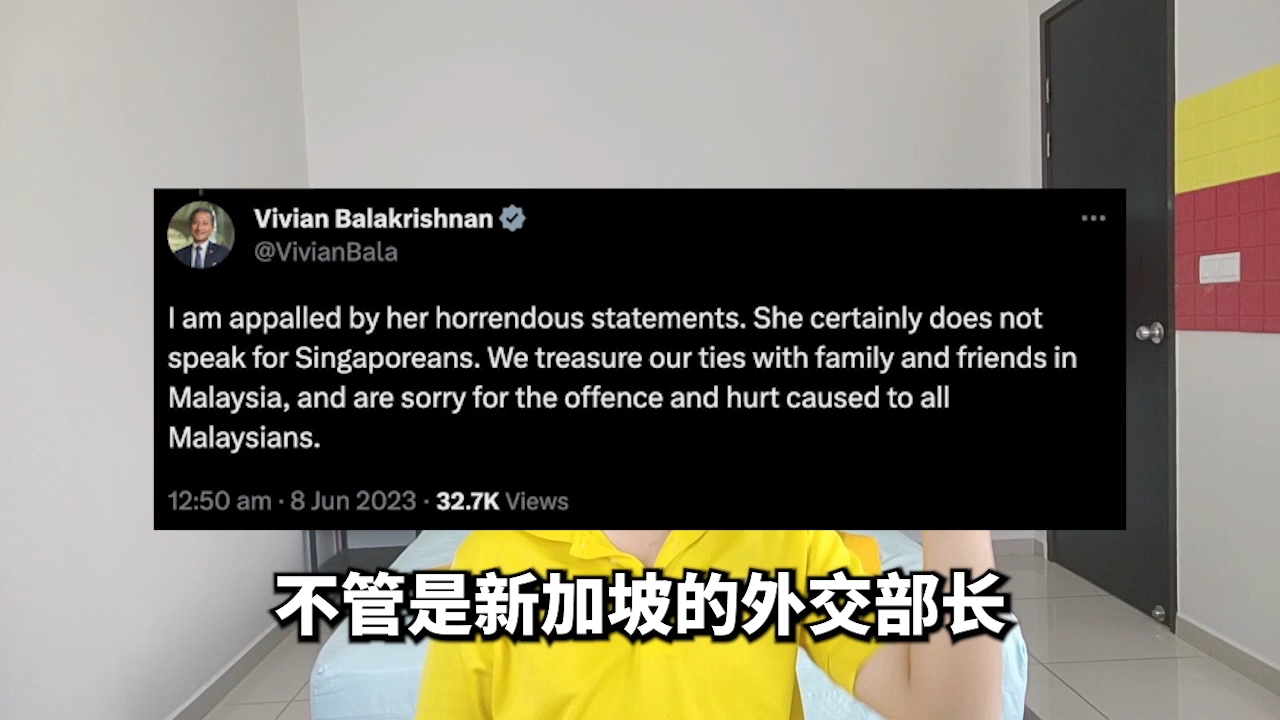 Vivian Balakrishnan
@VivianBala
I am appalled by her horrendous statements. She certainly does not
speak for Singaporeans. We treasure our ties with family and friends in
Malaysia, and are sorry for the offence and hurt caused to all
Malaysians.
12:50 am · 8 Jun 2023 · 32.7K Views
不管是新加坡的外交部长